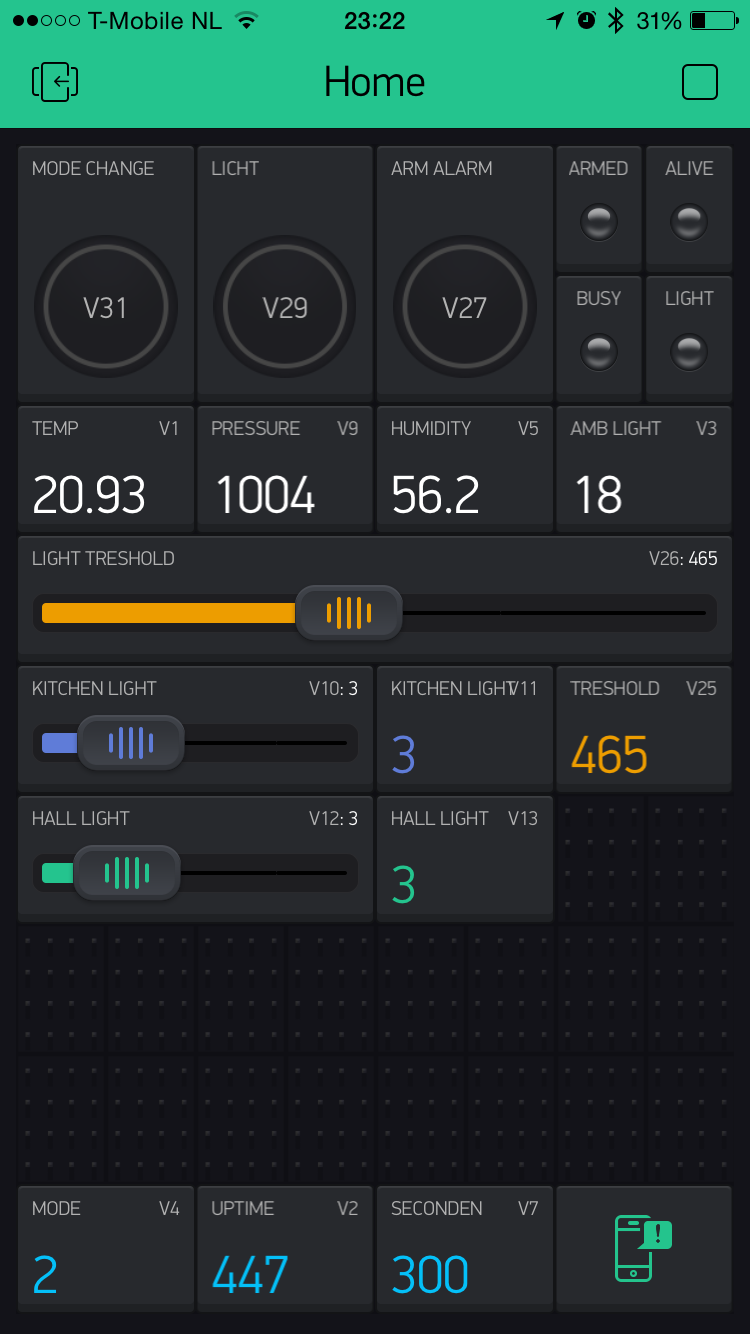 T-Mobile NL 23:22 31%
Home
MODE CHANGE LICHT ARM ALARM ARMED ALIVE
V31 V29 V27
BUSY LIGHT
TEMP V1 PRESSURE V9 HUMIDITY V5 AMB LIGHT V3
20.93 1004 56.2 18
LIGHT TRESHOLD V26: 465
KITCHEN LIGHT V10: 3 KITCHEN LIGHT V11 TRESHOLD V25
3 465
HALL LIGHT V12: 3 HALL LIGHT V13
3
MODE V4 UPTIME V2 SECONDEN V7
2 447 300 !